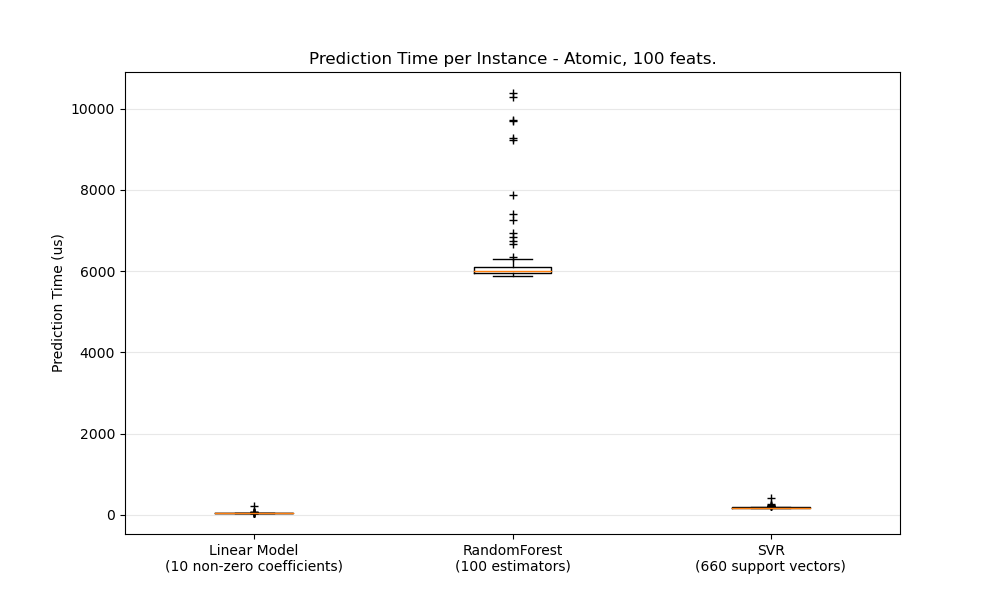 Prediction Time per Instance - Atomic, 100 feats.
Prediction Time (us)
10000
8000
6000
4000
2000
0
Linear Model
(10 non-zero coefficients)
RandomForest
(100 estimators)
SVR
(660 support vectors)